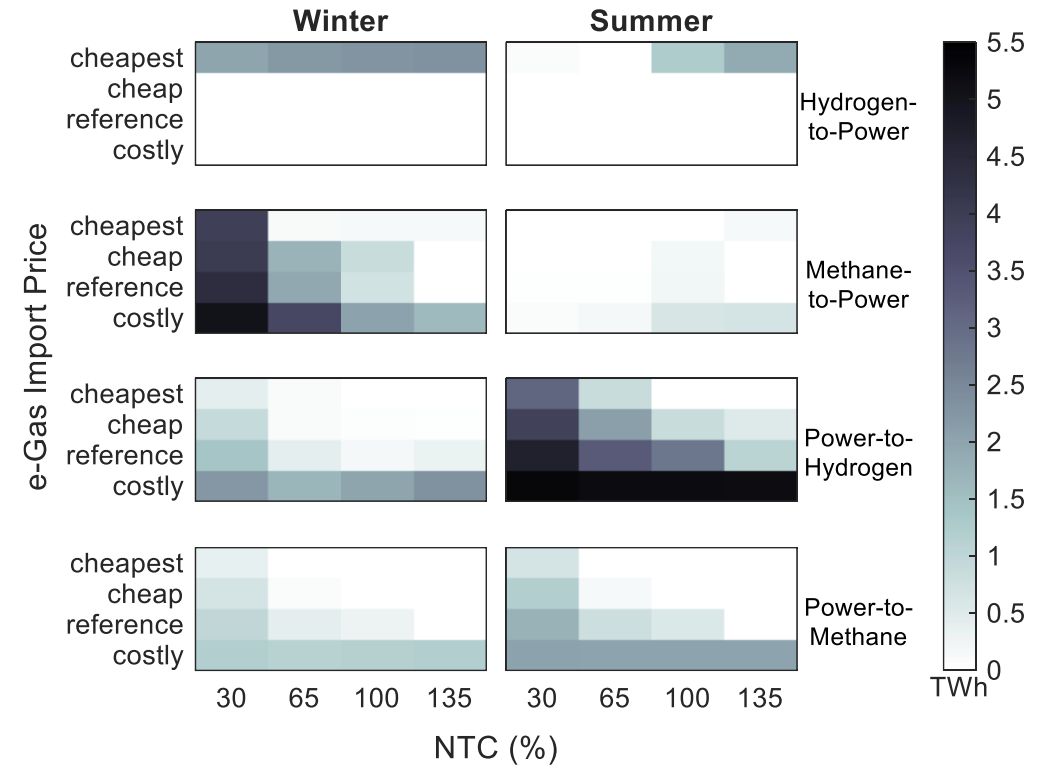 Winter Summer
cheapest
cheap
reference
costly
Hydrogen-
to-Power
cheapest
cheap
reference
costly
Methane-
to-Power
cheapest
cheap
reference
costly
Power-to-
Hydrogen
cheapest
cheap
reference
costly
Power-to-
Methane
30 65 100 135 30 65 100 135
NTC (%)
e-Gas Import Price
5.5
5
4.5
4
3.5
3
2.5
2
1.5
1
0.5
0
TWh